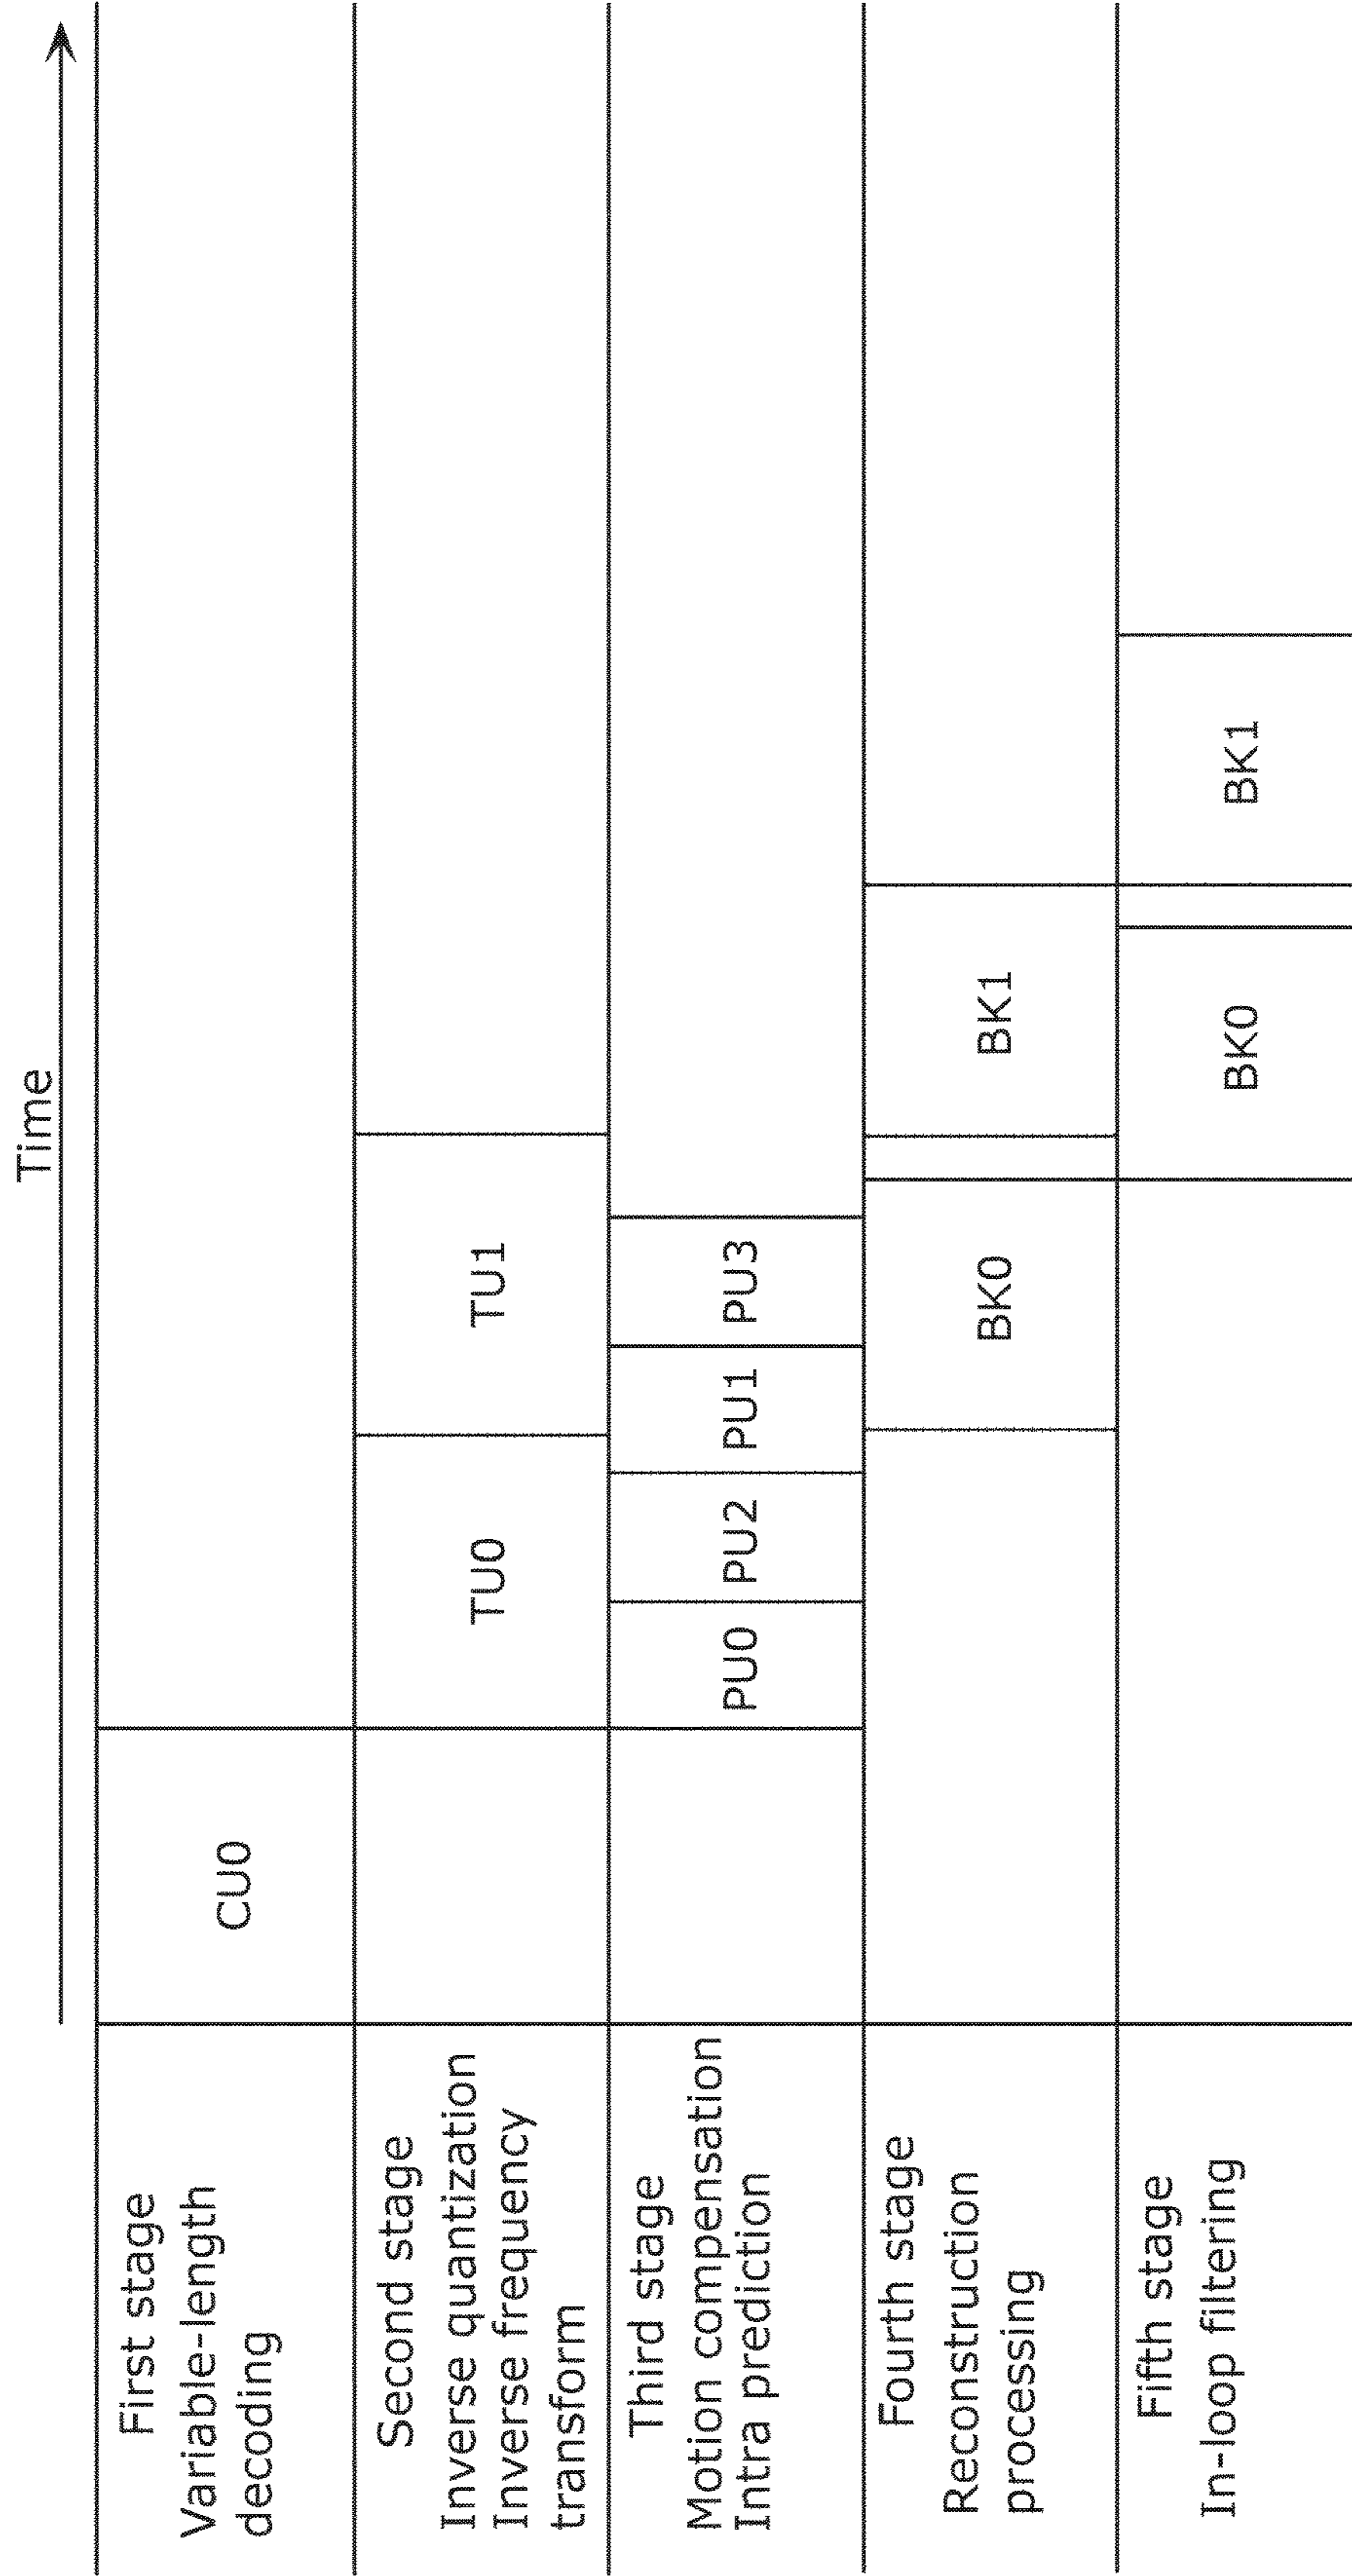 Time
First stage
Variable-length
decoding
CU0
Second stage
Inverse quantization
Inverse frequency
transform
TU0
TU1
Third stage
Motion compensation
Intra prediction
PU0
PU2
PU1
PU3
Fourth stage
Reconstruction
processing
BK0
BK1
Fifth stage
In-loop filtering
BK0
BK1